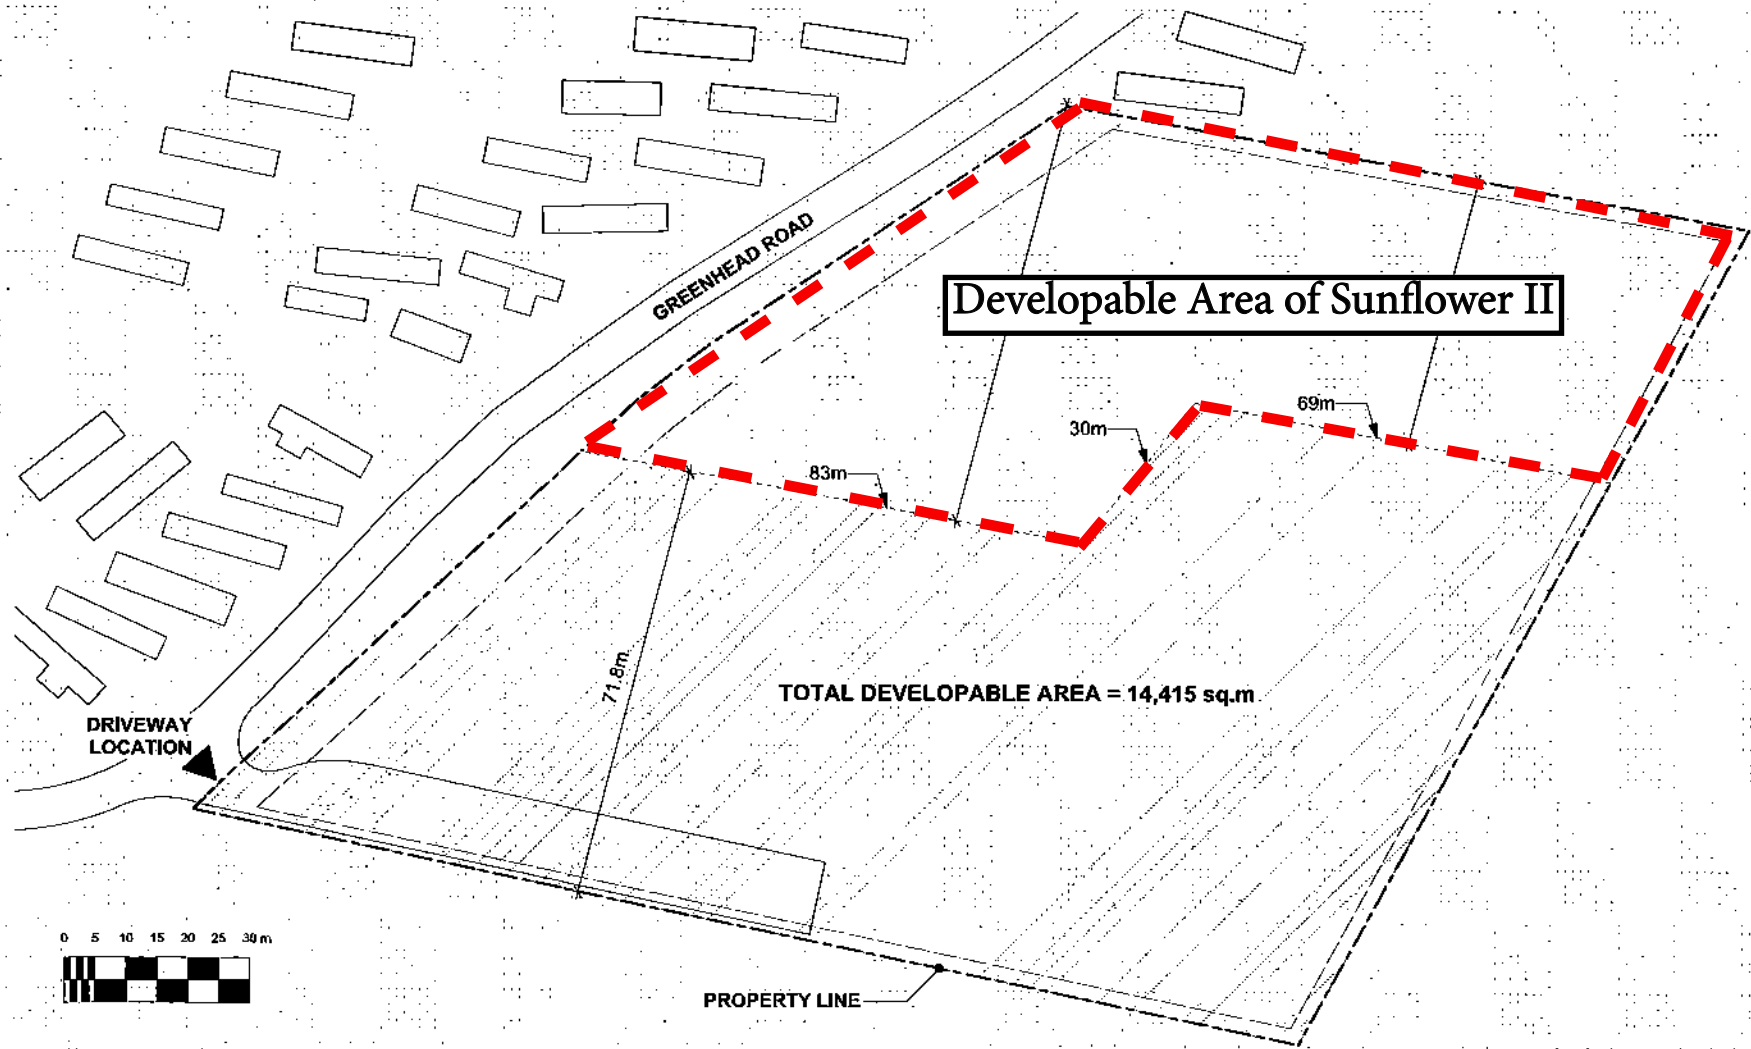 GREENHEAD ROAD
Developable Area of Sunflower II
69m
30m
83m
71.8m
TOTAL DEVELOPABLE AREA = 14,415 sq.m
DRIVEWAY
LOCATION
0 5 10 15 20 25 30 m
PROPERTY LINE